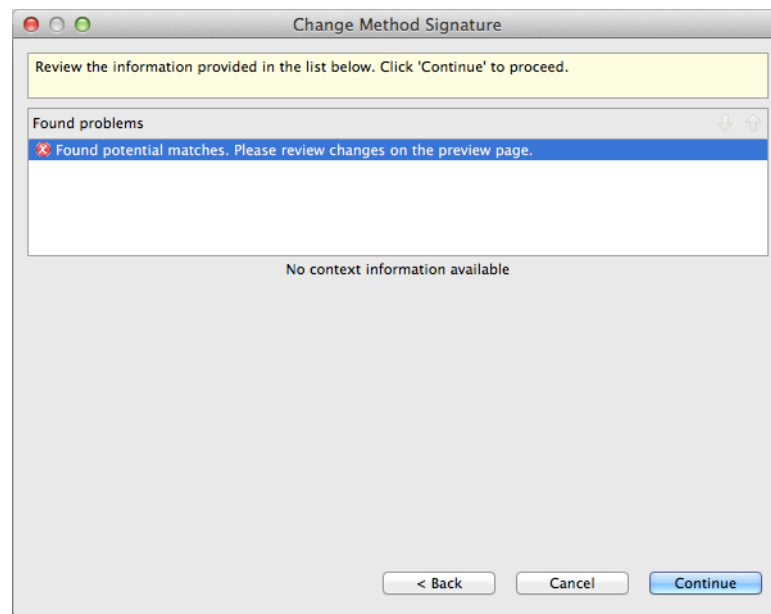 Change Method Signature
Review the information provided in the list below. Click 'Continue' to proceed.
Found problems
Found potential matches. Please review changes on the preview page.
No context information available
< Back Cancel Continue